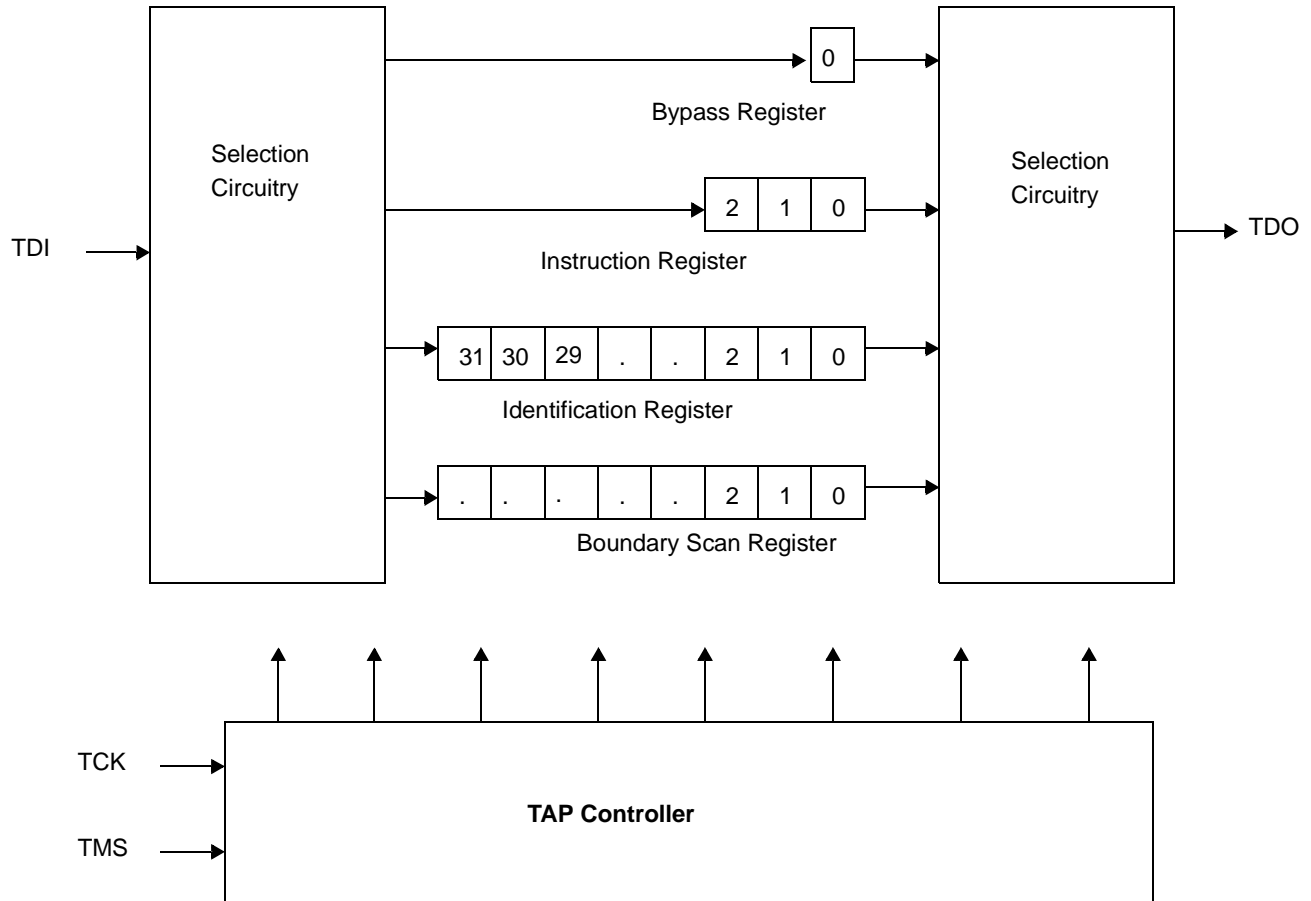 0
Bypass Register
Selection
Circuitry
Selection
Circuitry
2 1 0
TDI
TDO
Instruction Register
31 30 29 . . 2 1 0
Identification Register
. . . . . 2 1 0
Boundary Scan Register
TCK
TAP Controller
TMS